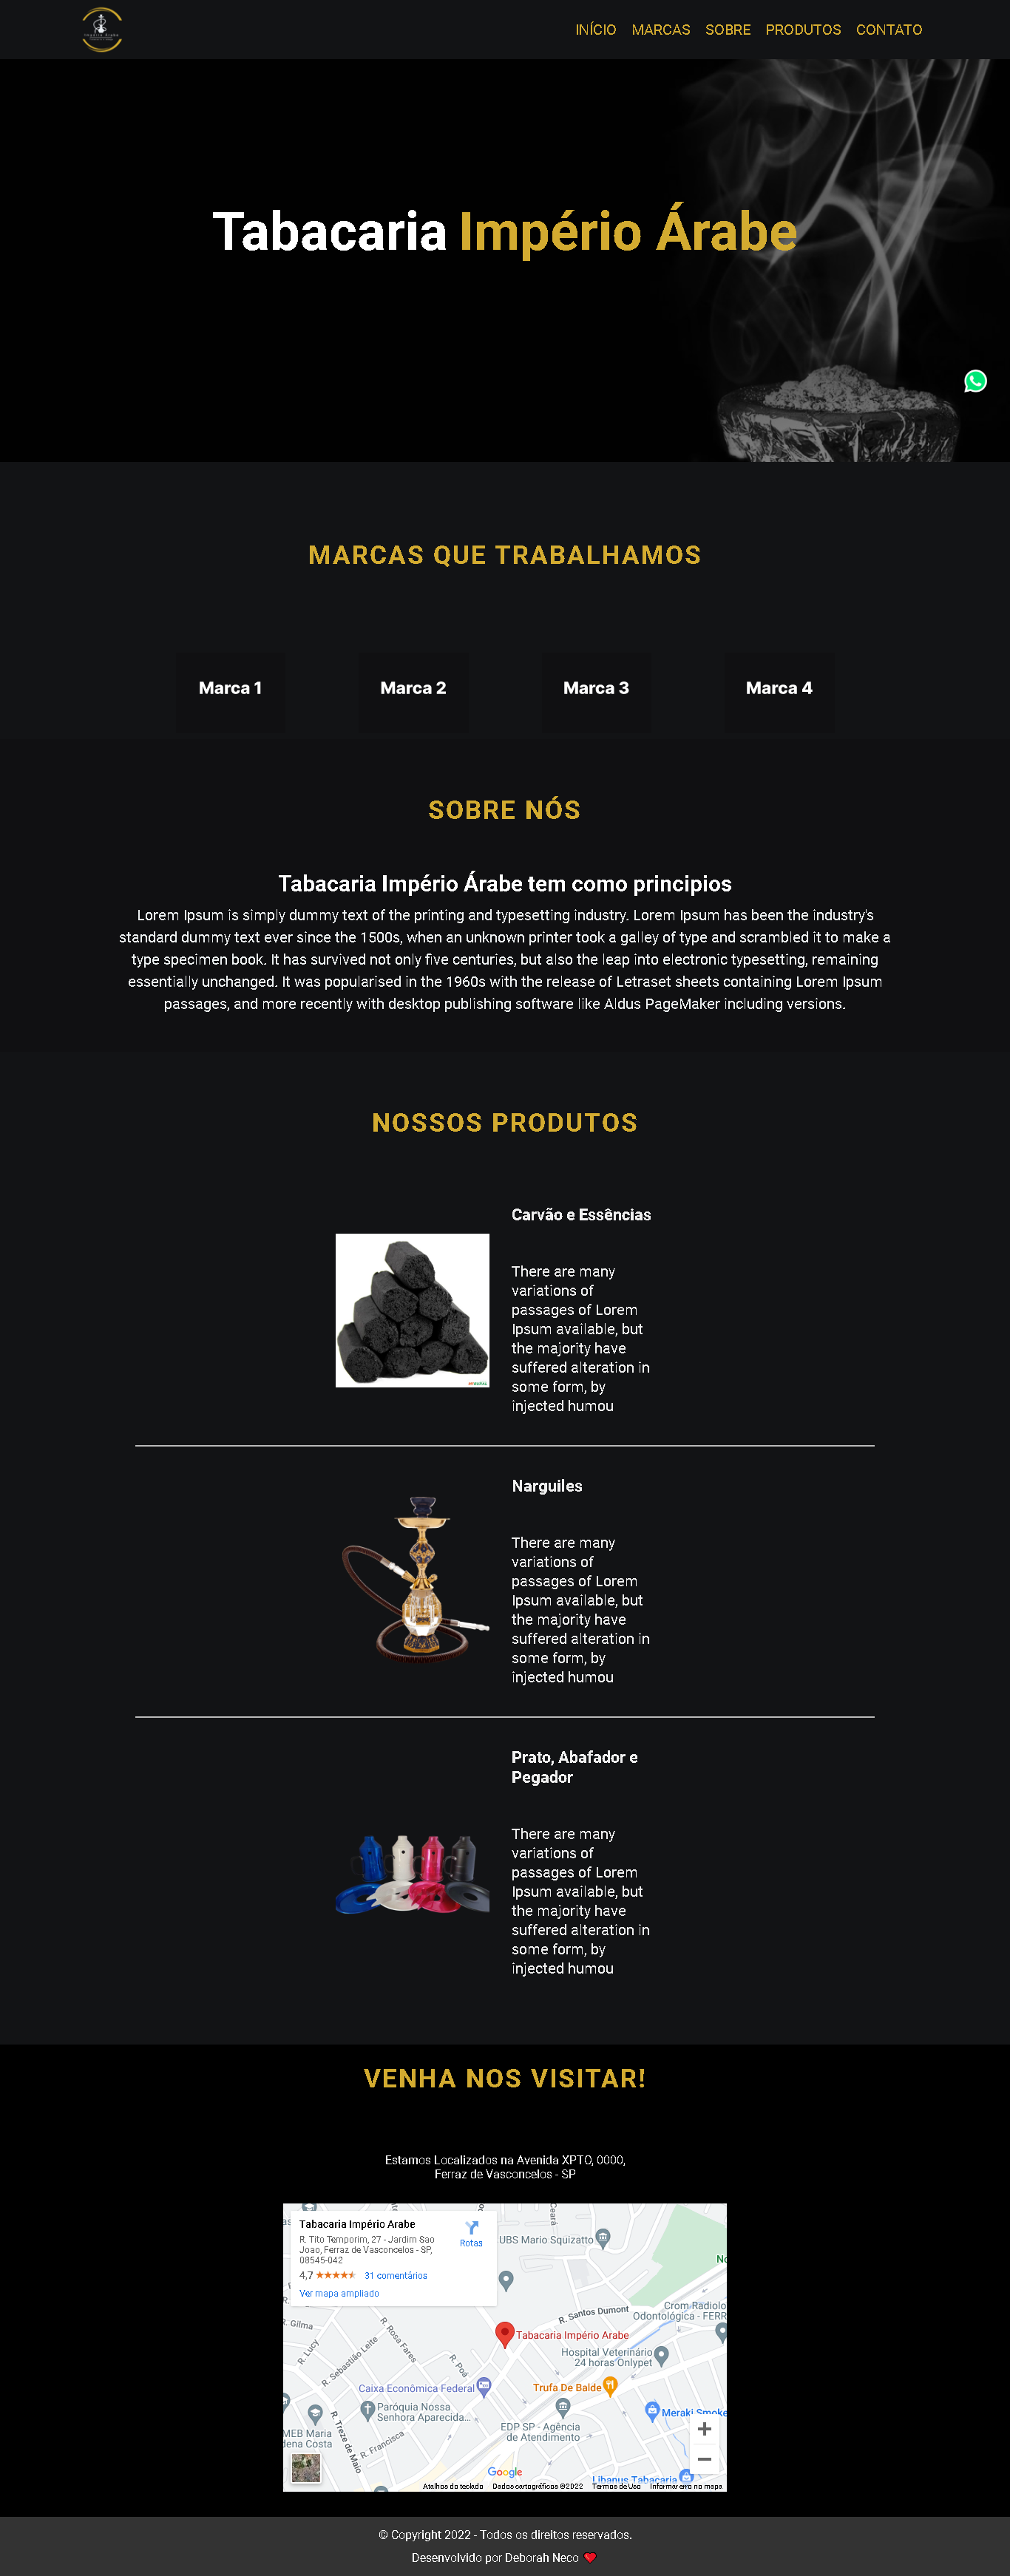 INÍCIO MARCAS SOBRE PRODUTOS CONTATO
Tabacaria Império Árabe
MARCAS QUE TRABALHAMOS
Marca 1
Marca 2
Marca 3
Marca 4
SOBRE NÓS
Tabacaria Império Árabe tem como principios
Lorem Ipsum is simply dummy text of the printing and typesetting industry. Lorem Ipsum has been the industry's
standard dummy text ever since the 1500s, when an unknown printer took a galley of type and scrambled it to make a
type specimen book. It has survived not only five centuries, but also the leap into electronic typesetting, remaining
essentially unchanged. It was popularised in the 1960s with the release of Letraset sheets containing Lorem Ipsum
passages, and more recently with desktop publishing software like Aldus PageMaker including versions.
NOSSOS PRODUTOS
Carvão e Essências
There are many
variations of
passages of Lorem
Ipsum available, but
the majority have
suffered alteration in
some form, by
injected humou
Narguiles
There are many
variations of
passages of Lorem
Ipsum available, but
the majority have
suffered alteration in
some form, by
injected humou
Prato, Abafador e
Pegador
There are many
variations of
passages of Lorem
Ipsum available, but
the majority have
suffered alteration in
some form, by
injected humou
VENHA NOS VISITAR!
Estamos Localizados na Avenida XPTO, 0000,
Ferraz de Vasconcelos - SP
Tabacaria Império Arabe
R. Tito Temporim, 27 - Jardim Sao
Joao, Ferraz de Vasconcelos - SP,
08545-042
4,7 31 comentários
Ver mapa ampliado
Rotas
Ceará
UBS Mario Squizatto
Crom Radiolo
Odontológica - FERR
R. Santos Dumont
R. Gilma
R. Lucy
R. Sebastião Leite
R. Rosa Fares
R. Poá
Tabacaria Império Arabe
Hospital Veterinário
24 horas Onlypet
Caixa Econômica Federal
Trufa De Balde
Paróquia Nossa
Senhora Aparecida...
EDP SP - Agência
de Atendimento
Meraki Smoke
MEB Maria
dena Costa
R. Treze de Maio
R. Francisca
Libanus Tabacaria
Google
Atalhos do teclado Dados cartográficos ©2022 Termos de Uso Informar erro no mapa
© Copyright 2022 - Todos os direitos reservados.
Desenvolvido por Deborah Neco